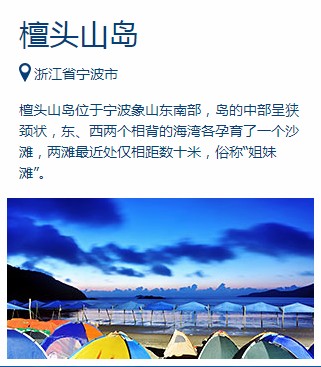 檀头山岛
浙江省宁波市
檀头山岛位于宁波象山东南部，岛的中部呈狭
颈状，东、西两个相背的海湾各孕育了一个沙
滩，两滩最近处仅相距数十米，俗称“姐妹
滩”。